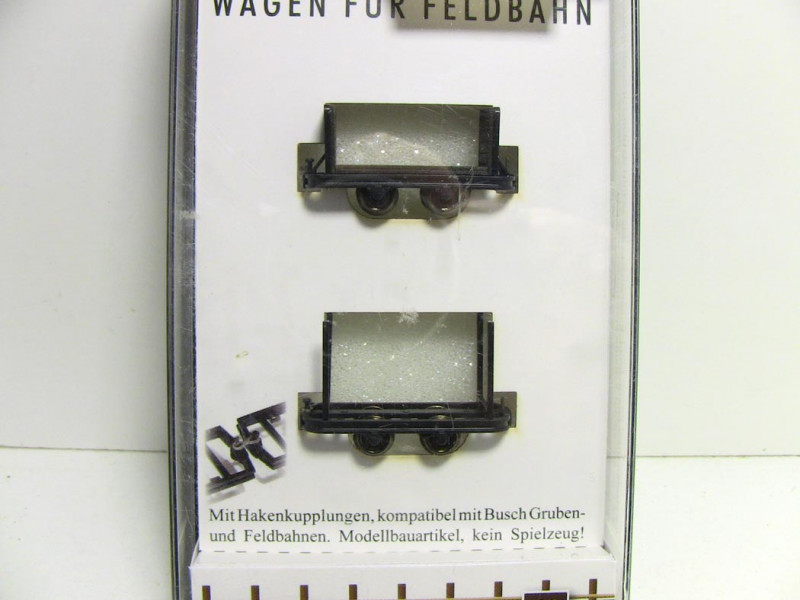 WAGEN FÜR FELDBAHN
Mit Hakenkupplungen, kompatibel mit Busch Gruben-
und Feldbahnen. Modellbauartikel, kein Spielzeug!